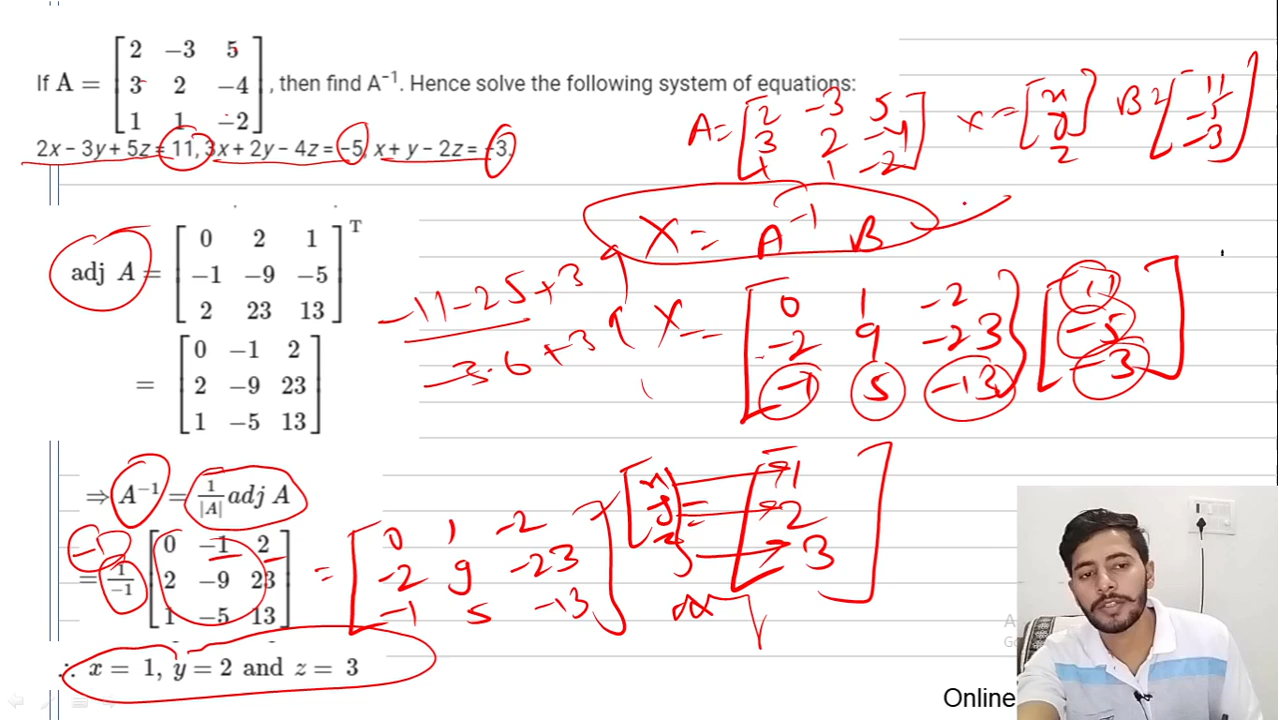 If A = [2 −3 5
3 2 −4
1 1 −2], then find A⁻¹. Hence solve the following system of equations:
2x − 3y + 5z = 11, 3x + 2y − 4z = −5, x + y − 2z = −3.
A = [2 −3 5
3 2 −4
1 1 −2] X = [x
y
z] B = [11
−5
−3]
X = A⁻¹ B
adj A = [0 2 1
−1 −9 −5
2 23 13]ᵀ
= [0 −1 2
2 −9 23
1 −5 13]
−11−25+3
X = [0 1 −2
−2 9 −23
−1 5 −13] [11
−5
−3]
⇒ A⁻¹ = 1/|A| adj A
= 1/−1 [0 −1 2
2 −9 23
1 −5 13]
= [0 1 −2
−2 9 −23
−1 5 −13]
[x
y
z] = [1
2
3]
∴ x = 1, y = 2 and z = 3
Online